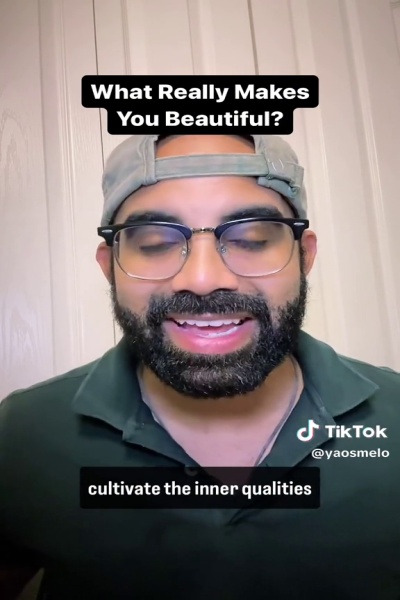 What Really Makes
You Beautiful?
TikTok
@yaosmelo
cultivate the inner qualities